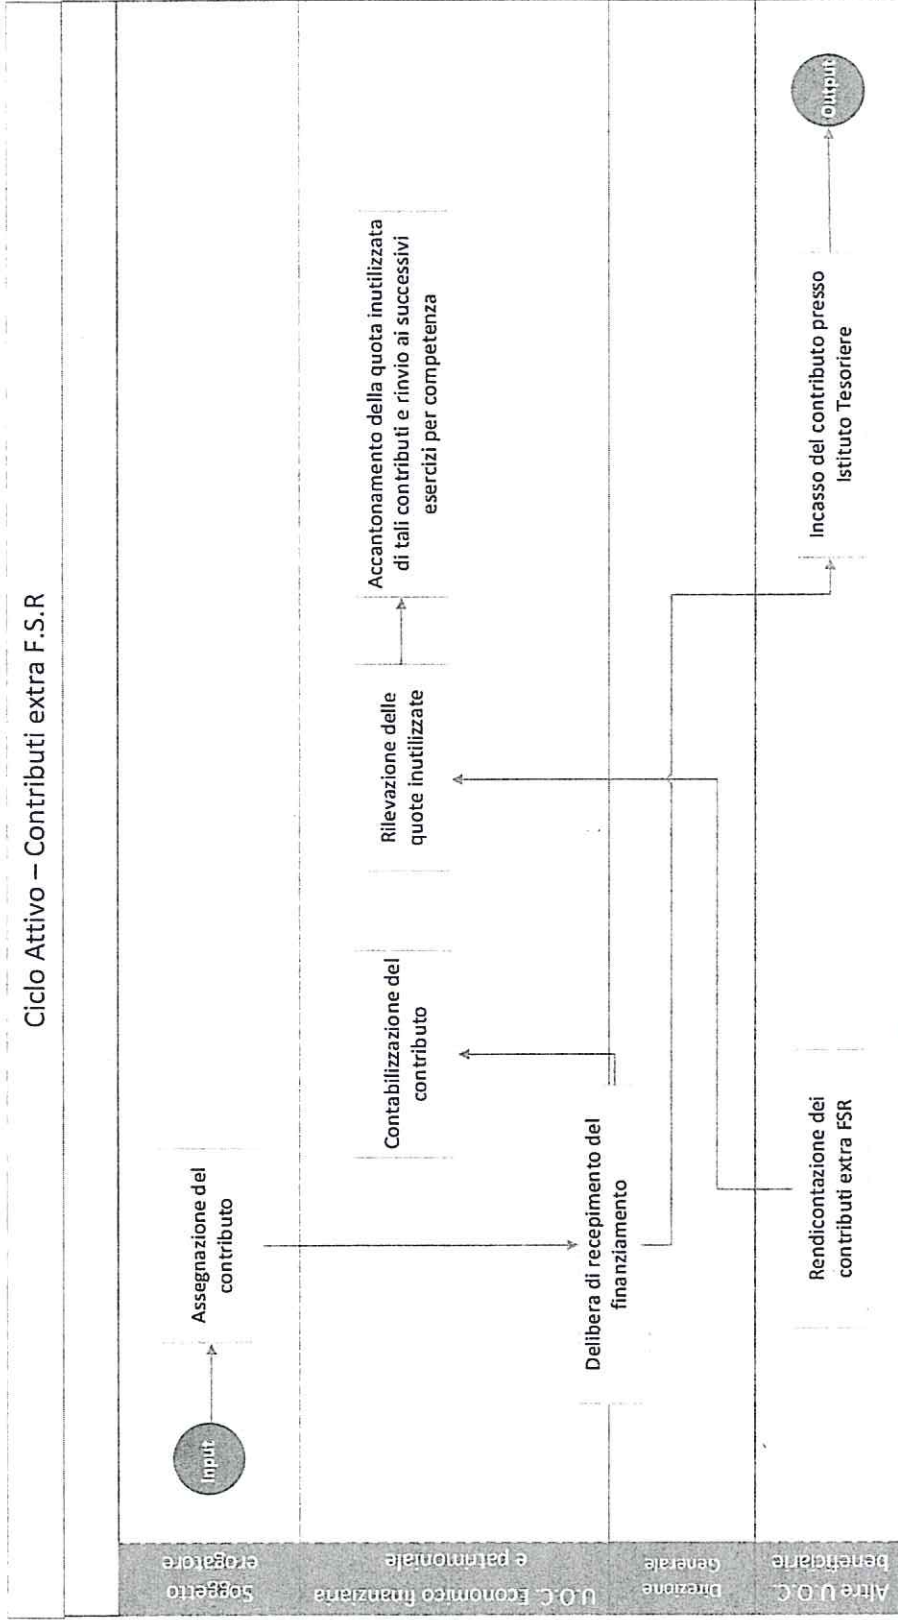 Ciclo Attivo – Contributi extra F.S.R
Soggetto
erogatore
Input
Assegnazione del
contributo
U.O.C. Economico finanziaria
e patrimoniale
Contabilizzazione del
contributo
Rilevazione delle
quote inutilizzate
Accantonamento della quota inutilizzata
di tali contributi e rinvio ai successivi
esercizi per competenza
Direzione
Generale
Delibera di recepimento del
finanziamento
Altre U.O.C.
beneficiarie
Rendicontazione dei
contributi extra FSR
Incasso del contributo presso
Istituto Tesoriere
Output